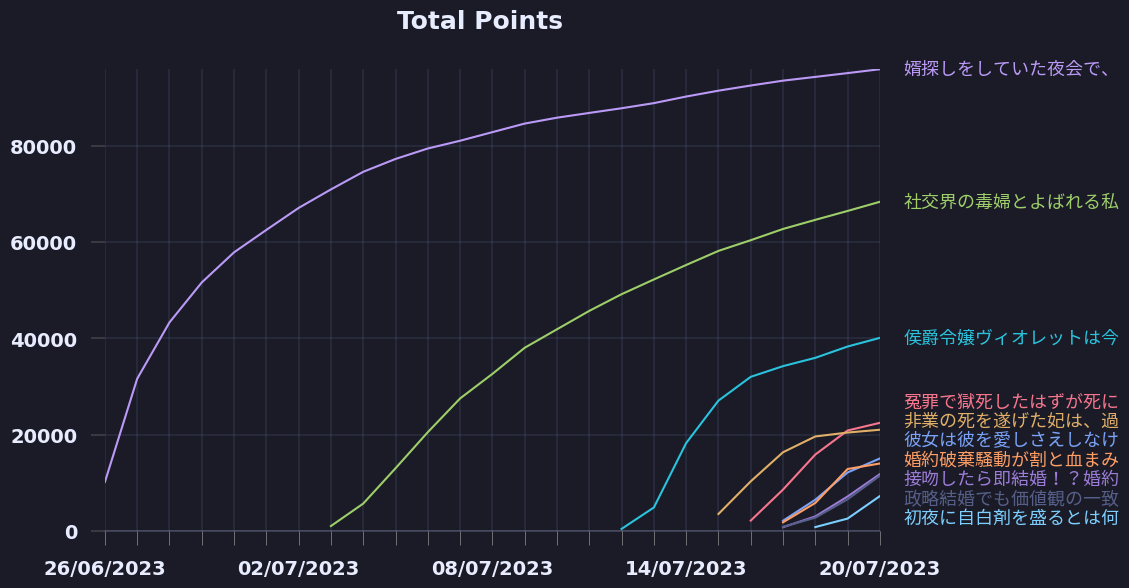 Total Points
婿探しをしていた夜会で、
80000
社交界の毒婦とよばれる私
60000
40000
侯爵令嬢ヴィオレットは今
冤罪で獄死したはずが死に
非業の死を遂げた妃は、過
20000
彼女は彼を愛しさえしなけ
婚約破棄騒動が割と血まみ
接吻したら即結婚！？婚約
政略結婚でも価値観の一致
初夜に自白剤を盛るとは何
0
26/06/2023
02/07/2023
08/07/2023
14/07/2023
20/07/2023